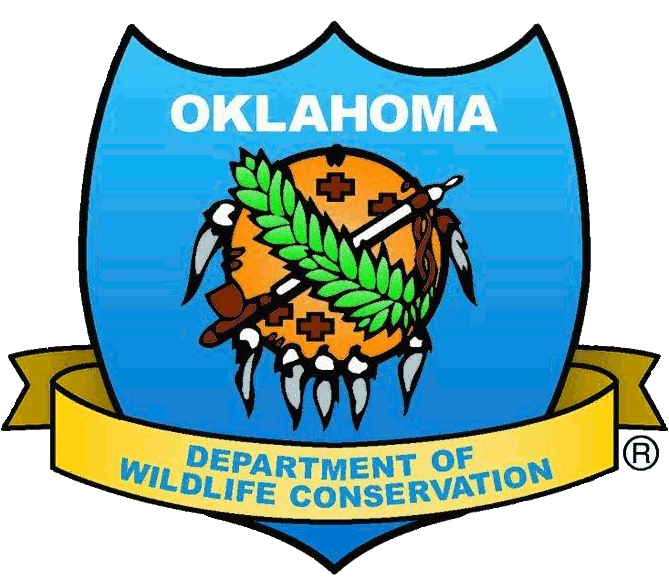 OKLAHOMA
DEPARTMENT OF
WILDLIFE CONSERVATION
®